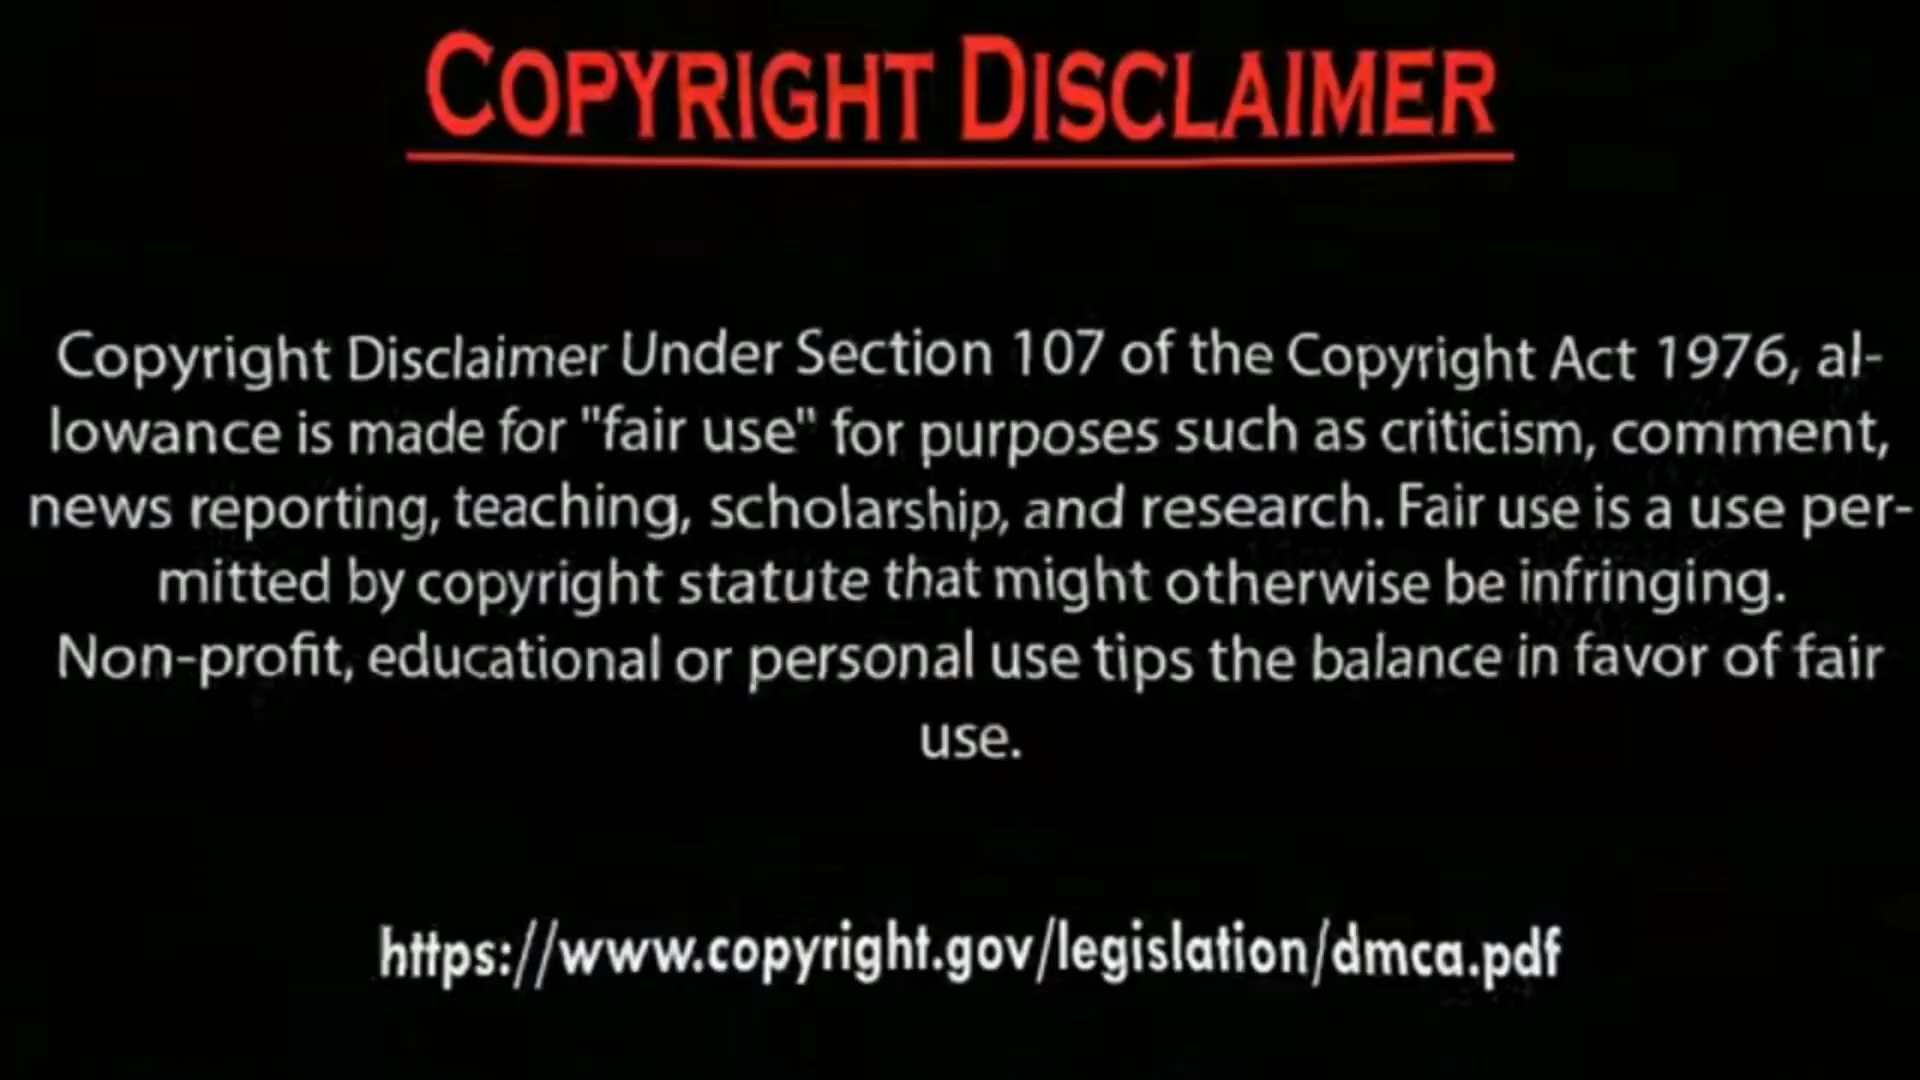 COPYRIGHT DISCLAIMER
Copyright Disclaimer Under Section 107 of the Copyright Act 1976, al-
lowance is made for "fair use" for purposes such as criticism, comment,
news reporting, teaching, scholarship, and research. Fair use is a use per-
mitted by copyright statute that might otherwise be infringing.
Non-profit, educational or personal use tips the balance in favor of fair
use.
https://www.copyright.gov/legislation/dmca.pdf